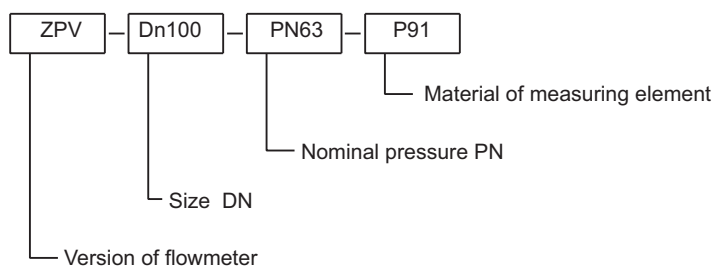 ZPV – Dn100 – PN63 – P91
Material of measuring element
Nominal pressure PN
Size DN
Version of flowmeter